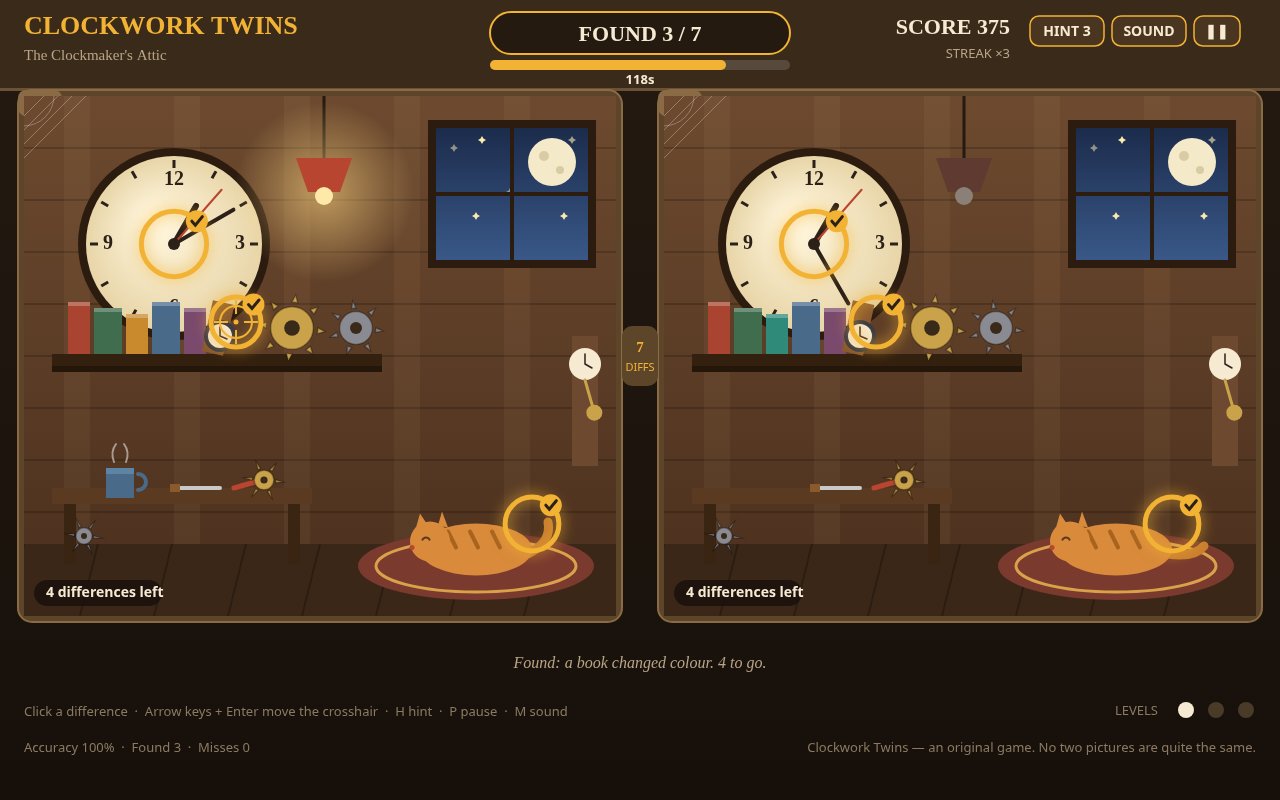 CLOCKWORK TWINS
The Clockmaker's Attic
FOUND 3 / 7
118s
SCORE 375
STREAK ×3
HINT 3
SOUND
12
9
3
12
9
3
7
DIFFS
4 differences left
4 differences left
Found: a book changed colour. 4 to go.
Click a difference · Arrow keys + Enter move the crosshair · H hint · P pause · M sound
LEVELS
Accuracy 100% · Found 3 · Misses 0
Clockwork Twins — an original game. No two pictures are quite the same.